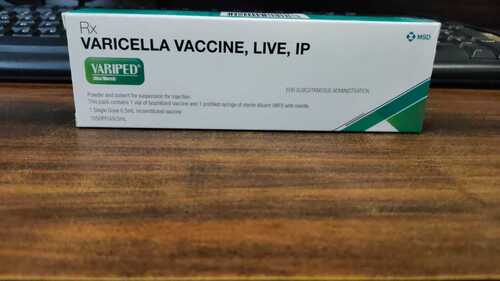 Rx
MSD
VARICELLA VACCINE, LIVE, IP
VARIPED
FOR SUBCUTANEOUS ADMINISTRATION
Powder and solvent for suspension for injection.
This pack contains 1 vial of lyophilized vaccine and 1 prefilled syringe of sterile diluent with needle.
1 Single Dose 0.5mL reconstituted vaccine